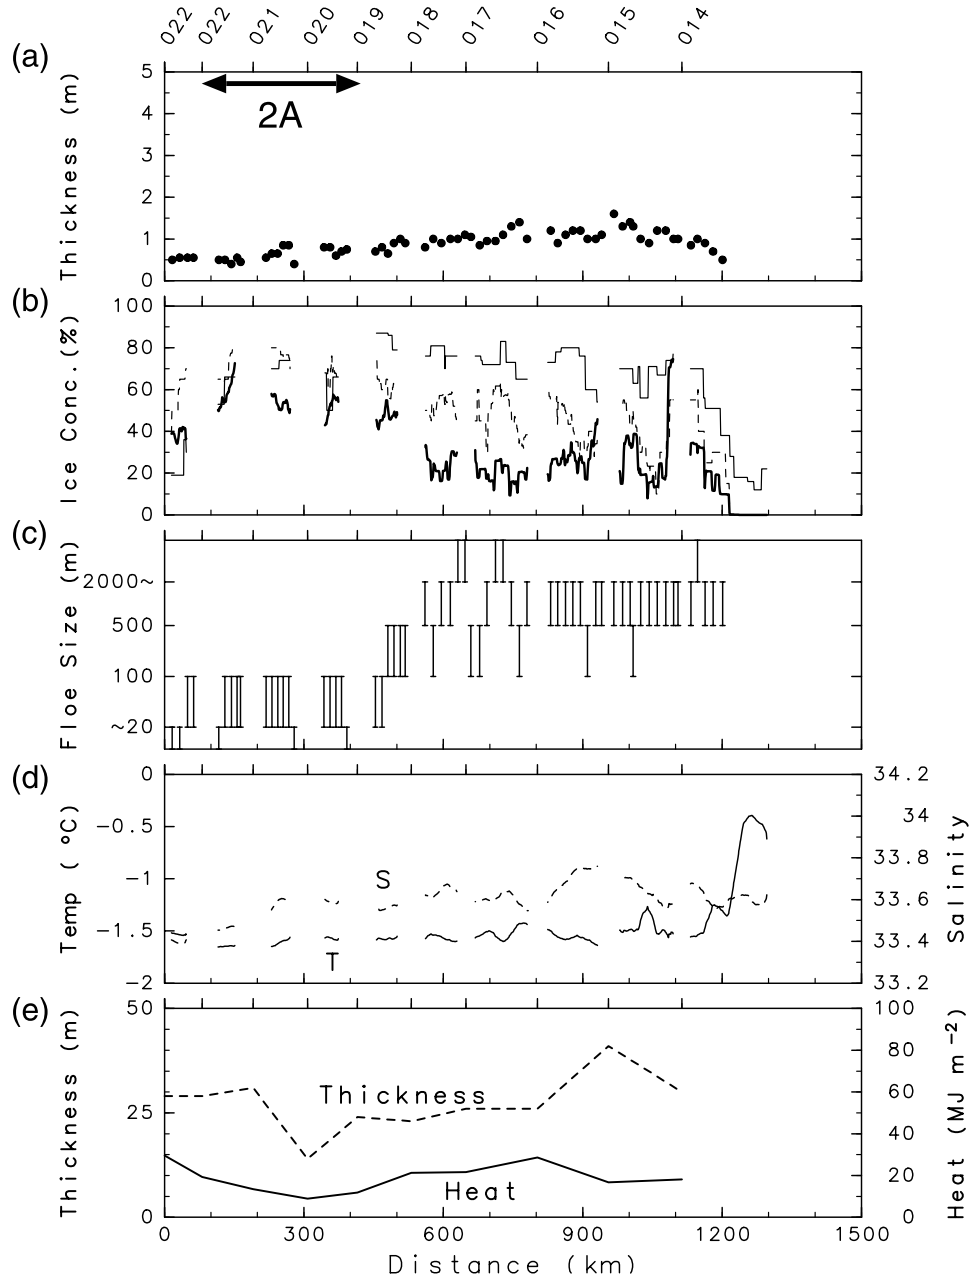 022 022 021 020 019 018 017 016 015 014
(a)
Thickness (m)
5
4
3
2
1
0
2A
(b)
Ice Conc.(%)
100
80
60
40
20
0
(c)
Floe Size (m)
2000~
500
100
~20
(d)
Temp ( °C)
0
−0.5
−1
−1.5
−2
S
T
34.2
34
33.8
33.6
33.4
33.2
Salinity
(e)
Thickness (m)
50
25
0
Thickness
Heat
100
80
60
40
20
0
Heat (MJ m⁻²)
0 300 600 900 1200 1500
Distance (km)